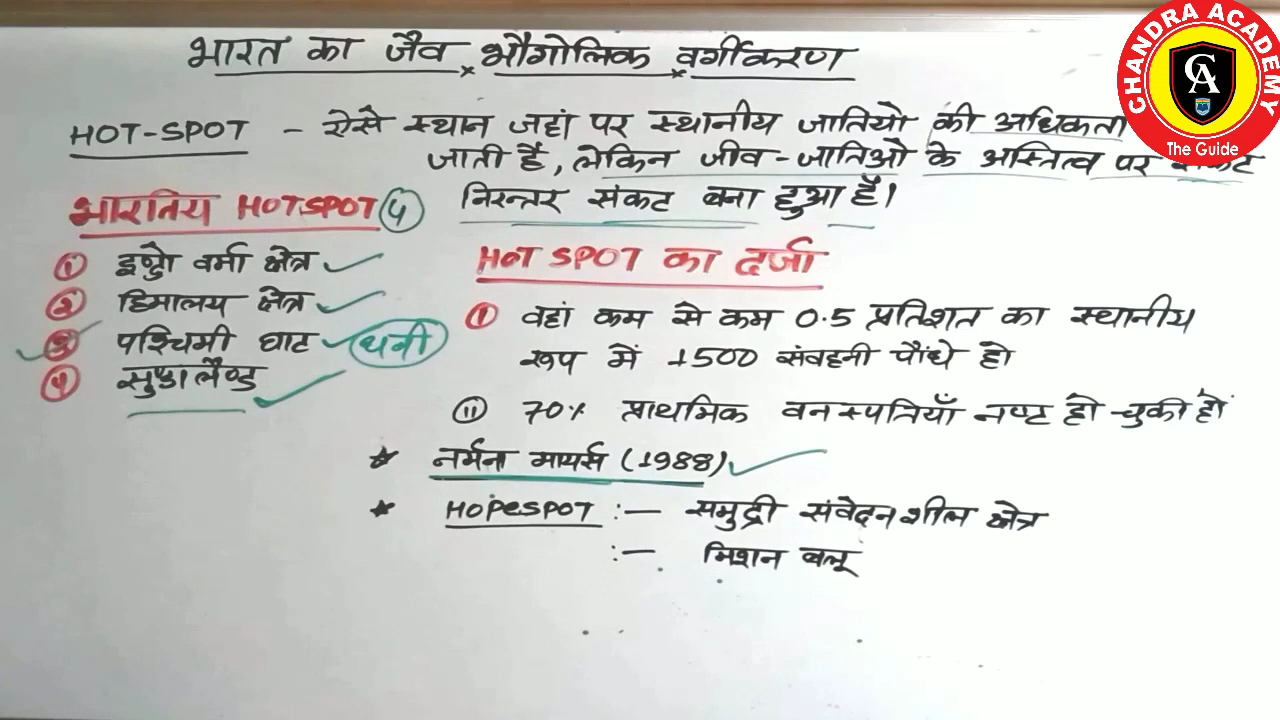 भारत का जैव भौगोलिक वर्गीकरण
HOT-SPOT - ऐसे स्थान जहां पर स्थानीय जातियो की अधिकता
जाती है, लेकिन जीव-जातिओ के अस्तित्व पर संकट
निरन्तर संकट बना हुआ है।
भारतिय HOTSPOT (4)
① इण्डो वर्मा क्षेत्र
② हिमालय क्षेत्र
③ पश्चिमी घाट (धनी)
④ सुण्डालैण्ड
HOT SPOT का दर्जा
① वहां कम से कम 0.5 प्रतिशत का स्थानीय
रूप में 1500 संवहनी पौंधे हो
(ii) 70% प्राथमिक वनस्पतियाँ नष्ट हो चुकी हों
* नर्मन मायर्स (1988)
* HOPESPOT :- समुद्री संवेदनशील क्षेत्र
:- मिशन ब्लू
CHANDRA ACADEMY
CA
The Guide